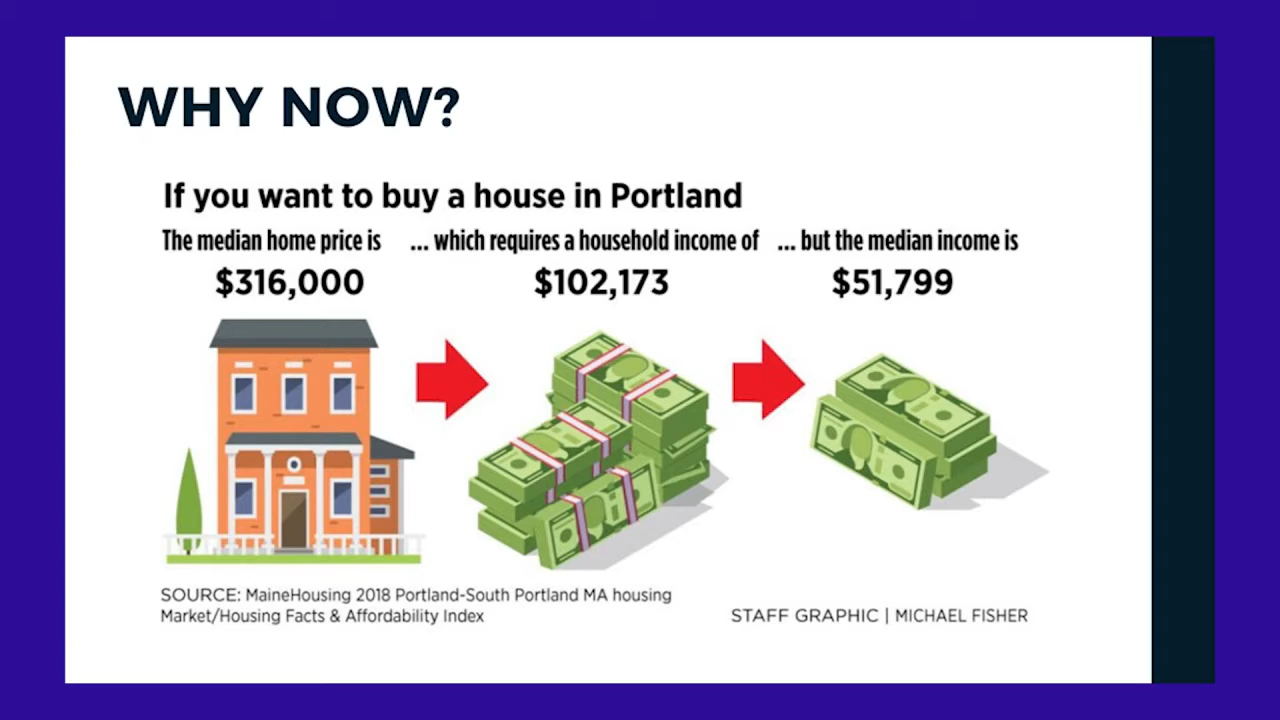 WHY NOW?
If you want to buy a house in Portland
The median home price is
$316,000
... which requires a household income of
$102,173
... but the median income is
$51,799
SOURCE: MaineHousing 2018 Portland-South Portland MA housing
Market/Housing Facts & Affordability Index
STAFF GRAPHIC | MICHAEL FISHER